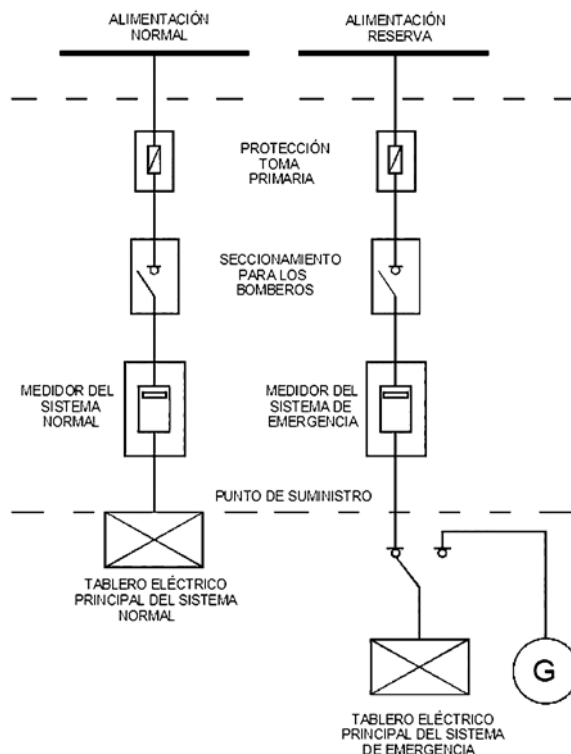 ALIMENTACIÓN
NORMAL
ALIMENTACIÓN
RESERVA
PROTECCIÓN
TOMA
PRIMARIA
SECCIONAMIENTO
PARA LOS
BOMBEROS
MEDIDOR DEL
SISTEMA
NORMAL
MEDIDOR DEL
SISTEMA DE
EMERGENCIA
PUNTO DE SUMINISTRO
TABLERO ELÉCTRICO
PRINCIPAL DEL SISTEMA
NORMAL
G
TABLERO ELÉCTRICO
PRINCIPAL DEL SISTEMA
DE EMERGENCIA